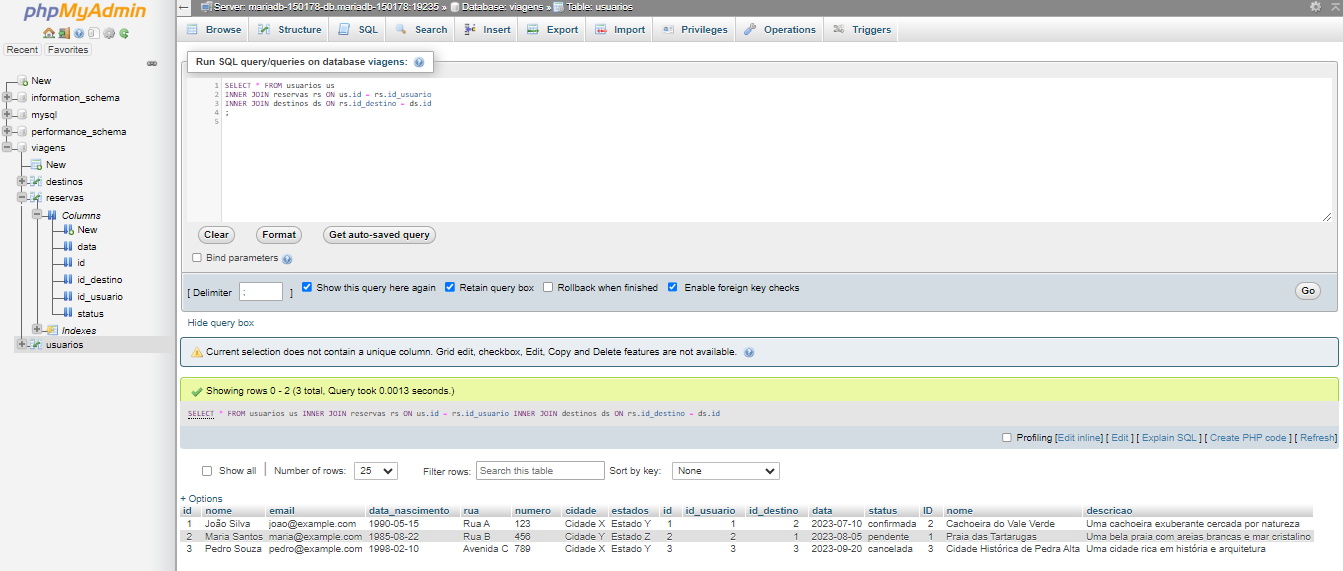 phpMyAdmin
Recent Favorites
New
information_schema
mysql
performance_schema
viagens
New
destinos
reservas
Columns
New
data
id
id_destino
id_usuario
status
Indexes
usuarios
Server: mariadb-150178-db.mariadb-150178:19235 » Database: viagens » Table: usuarios
Browse Structure SQL Search Insert Export Import Privileges Operations Triggers
Run SQL query/queries on database viagens:
1 SELECT * FROM usuarios us
2 INNER JOIN reservas rs ON us.id = rs.id_usuario
3 INNER JOIN destinos ds ON rs.id_destino = ds.id
4 ;
5
Clear Format Get auto-saved query
Bind parameters
[ Delimiter ; ] Show this query here again Retain query box Rollback when finished Enable foreign key checks Go
Hide query box
Current selection does not contain a unique column. Grid edit, checkbox, Edit, Copy and Delete features are not available.
Showing rows 0 - 2 (3 total, Query took 0.0013 seconds.)
SELECT * FROM usuarios us INNER JOIN reservas rs ON us.id = rs.id_usuario INNER JOIN destinos ds ON rs.id_destino = ds.id
Profiling [Edit inline] [ Edit ] [ Explain SQL ] [ Create PHP code ] [ Refresh]
Show all Number of rows: 25 Filter rows: Search this table Sort by key: None
+ Options
id nome email data_nascimento rua numero cidade estados id id_usuario id_destino data status ID nome descricao
1 João Silva joao@example.com 1990-05-15 Rua A 123 Cidade X Estado Y 1 1 2 2023-07-10 confirmada 2 Cachoeira do Vale Verde Uma cachoeira exuberante cercada por natureza
2 Maria Santos maria@example.com 1985-08-22 Rua B 456 Cidade Y Estado Z 2 2 1 2023-08-05 pendente 1 Praia das Tartarugas Uma bela praia com areias brancas e mar cristalino
3 Pedro Souza pedro@example.com 1998-02-10 Avenida C 789 Cidade X Estado Y 3 3 3 2023-09-20 cancelada 3 Cidade Histórica de Pedra Alta Uma cidade rica em história e arquitetura